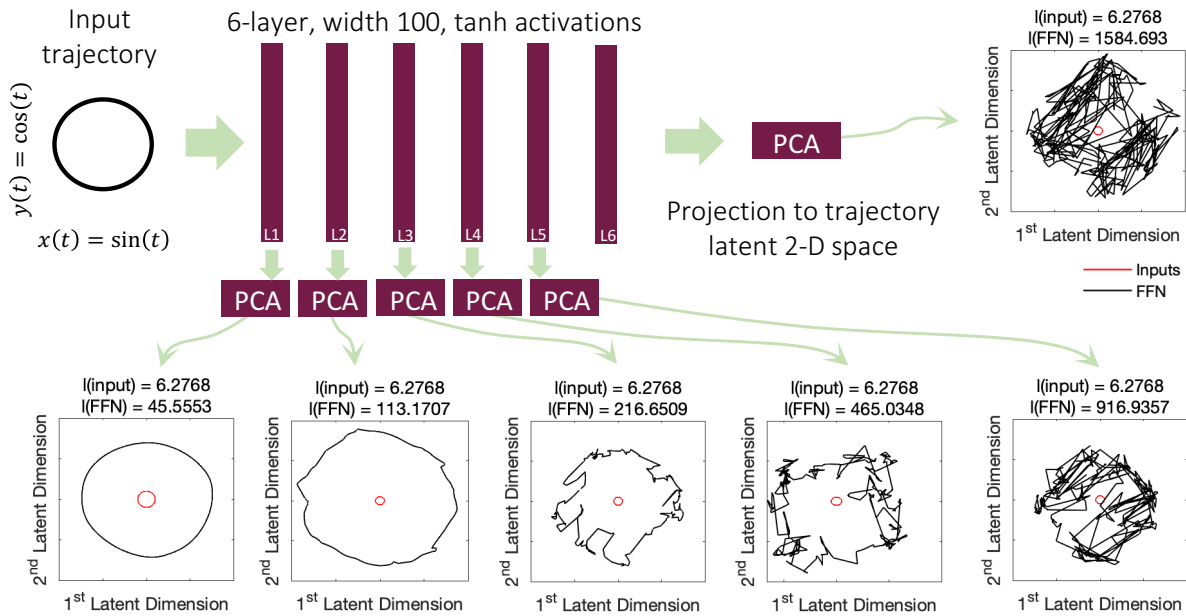 Input
trajectory
6-layer, width 100, tanh activations
y(t) = cos(t)
x(t) = sin(t)
L1
L2
L3
L4
L5
L6
PCA
Projection to trajectory
latent 2-D space
l(input) = 6.2768
l(FFN) = 1584.693
2nd Latent Dimension
1st Latent Dimension
Inputs
FFN
PCA
PCA
PCA
PCA
PCA
l(input) = 6.2768
l(FFN) = 45.5553
2nd Latent Dimension
1st Latent Dimension
l(input) = 6.2768
l(FFN) = 113.1707
2nd Latent Dimension
1st Latent Dimension
l(input) = 6.2768
l(FFN) = 216.6509
2nd Latent Dimension
1st Latent Dimension
l(input) = 6.2768
l(FFN) = 465.0348
2nd Latent Dimension
1st Latent Dimension
l(input) = 6.2768
l(FFN) = 916.9357
2nd Latent Dimension
1st Latent Dimension